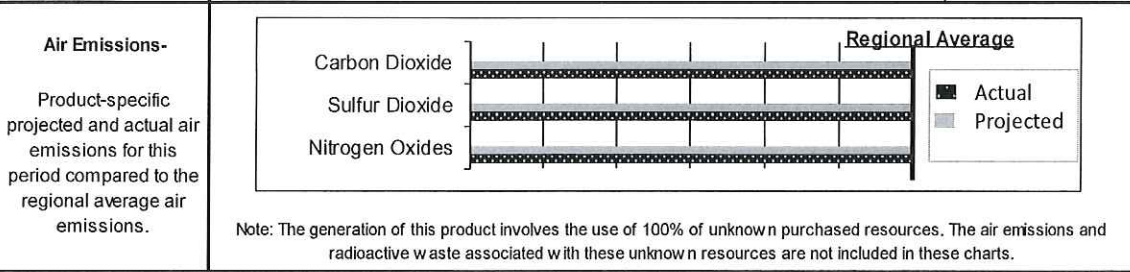 Air Emissions-
Product-specific
projected and actual air
emissions for this
period compared to the
regional average air
emissions.
Regional Average
Carbon Dioxide
Sulfur Dioxide
Nitrogen Oxides
Actual
Projected
Note: The generation of this product involves the use of 100% of unknown purchased resources. The air emissions and
radioactive waste associated with these unknown resources are not included in these charts.